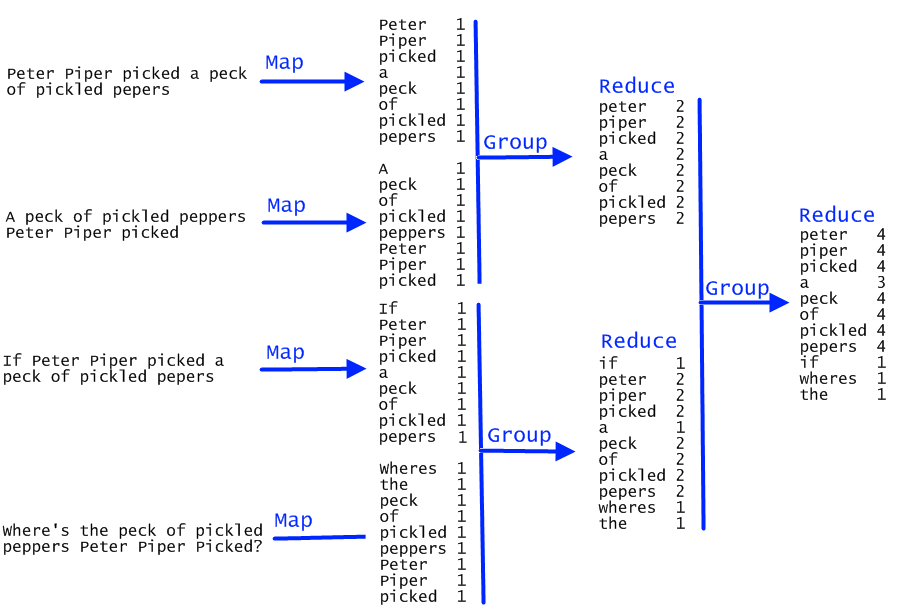 Peter Piper picked a peck
of pickled pepers
Map
Peter 1
Piper 1
picked 1
a 1
peck 1
of 1
pickled 1
pepers 1
A peck of pickled peppers
Peter Piper picked
Map
A 1
peck 1
of 1
pickled 1
peppers 1
Peter 1
Piper 1
picked 1
Group
Reduce
peter 2
piper 2
picked 2
a 2
peck 2
of 2
pickled 2
pepers 2
If Peter Piper picked a
peck of pickled pepers
Map
If 1
Peter 1
Piper 1
picked 1
a 1
peck 1
of 1
pickled 1
pepers 1
Where's the peck of pickled
peppers Peter Piper Picked?
Map
Wheres 1
the 1
peck 1
of 1
pickled 1
peppers 1
Peter 1
Piper 1
picked 1
Group
Reduce
if 1
peter 2
piper 2
picked 2
a 1
peck 2
of 2
pickled 2
pepers 2
wheres 1
the 1
Group
Reduce
peter 4
piper 4
picked 4
a 3
peck 4
of 4
pickled 4
pepers 4
if 1
wheres 1
the 1